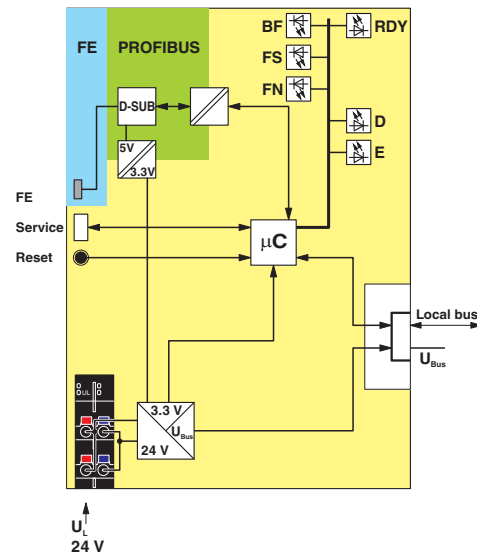 FE
PROFIBUS
BF
RDY
FS
FN
D-SUB
D
5V
3.3V
E
FE
Service
μC
Reset
Local bus
U Bus
UL
3.3 V
U Bus
24 V
U L
24 V